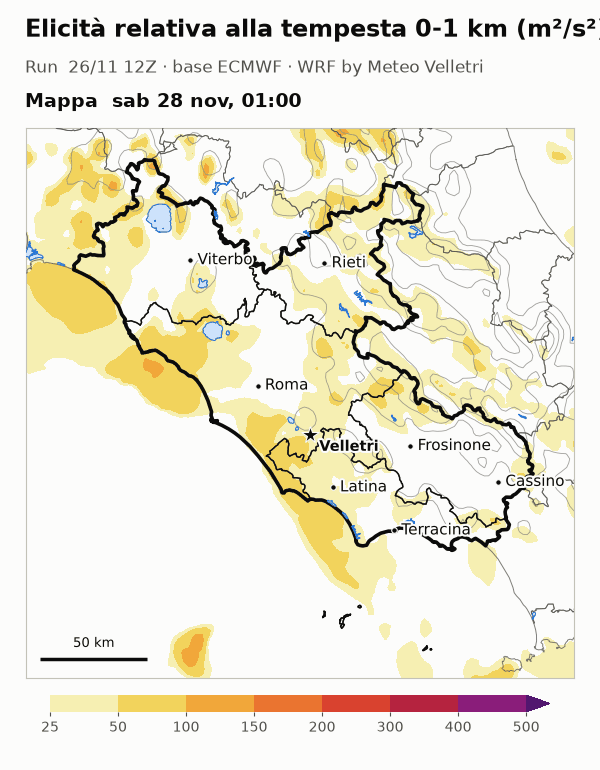 Elicità relativa alla tempesta 0-1 km (m²/s²)
Run  26/11 12Z · base ECMWF · WRF by Meteo Velletri
Mappa  sab 28 nov, 01:00
Viterbo
Rieti
Roma
Velletri
Frosinone
Cassino
Latina
Terracina
50 km
25 50 100 150 200 300 400 500